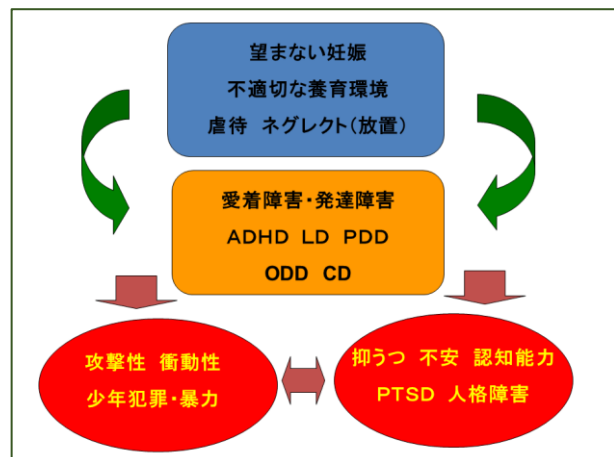 望まない妊娠
不適切な養育環境
虐待 ネグレクト(放置)
愛着障害・発達障害
ADHD LD PDD
ODD CD
攻撃性 衝動性
少年犯罪・暴力
抑うつ 不安 認知能力
PTSD 人格障害